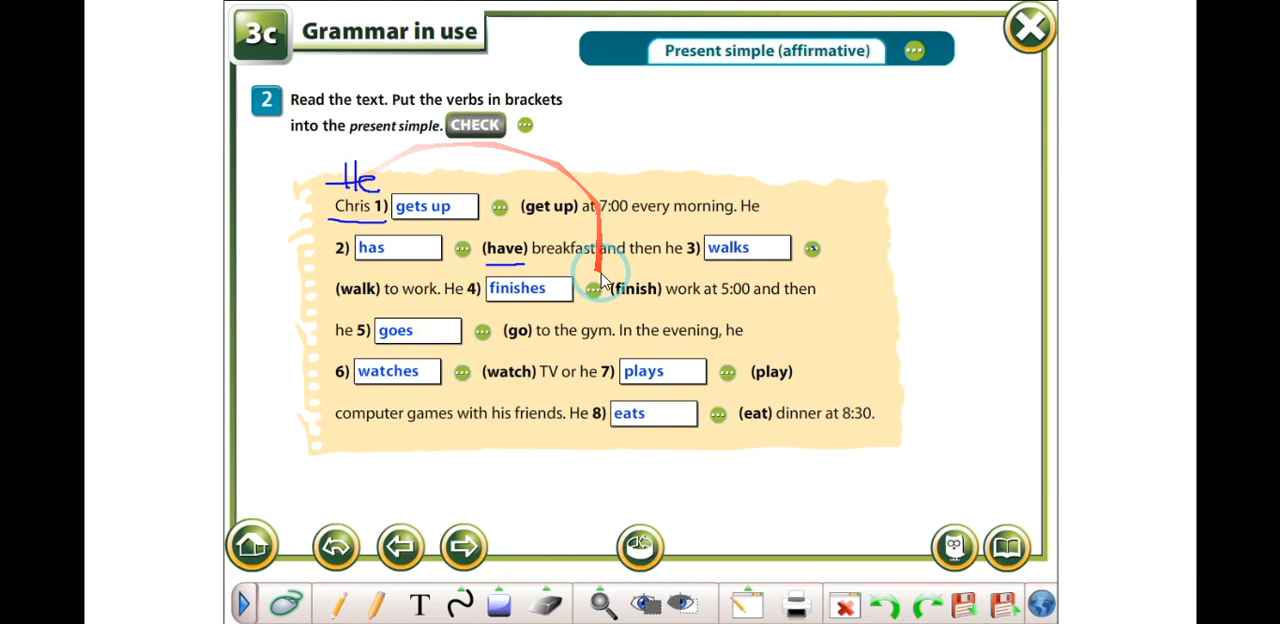 3c Grammar in use
Present simple (affirmative)
2 Read the text. Put the verbs in brackets
into the present simple. CHECK
He
Chris 1) gets up (get up) at 7:00 every morning. He
2) has (have) breakfast and then he 3) walks
(walk) to work. He 4) finishes (finish) work at 5:00 and then
he 5) goes (go) to the gym. In the evening, he
6) watches (watch) TV or he 7) plays (play)
computer games with his friends. He 8) eats (eat) dinner at 8:30.
T